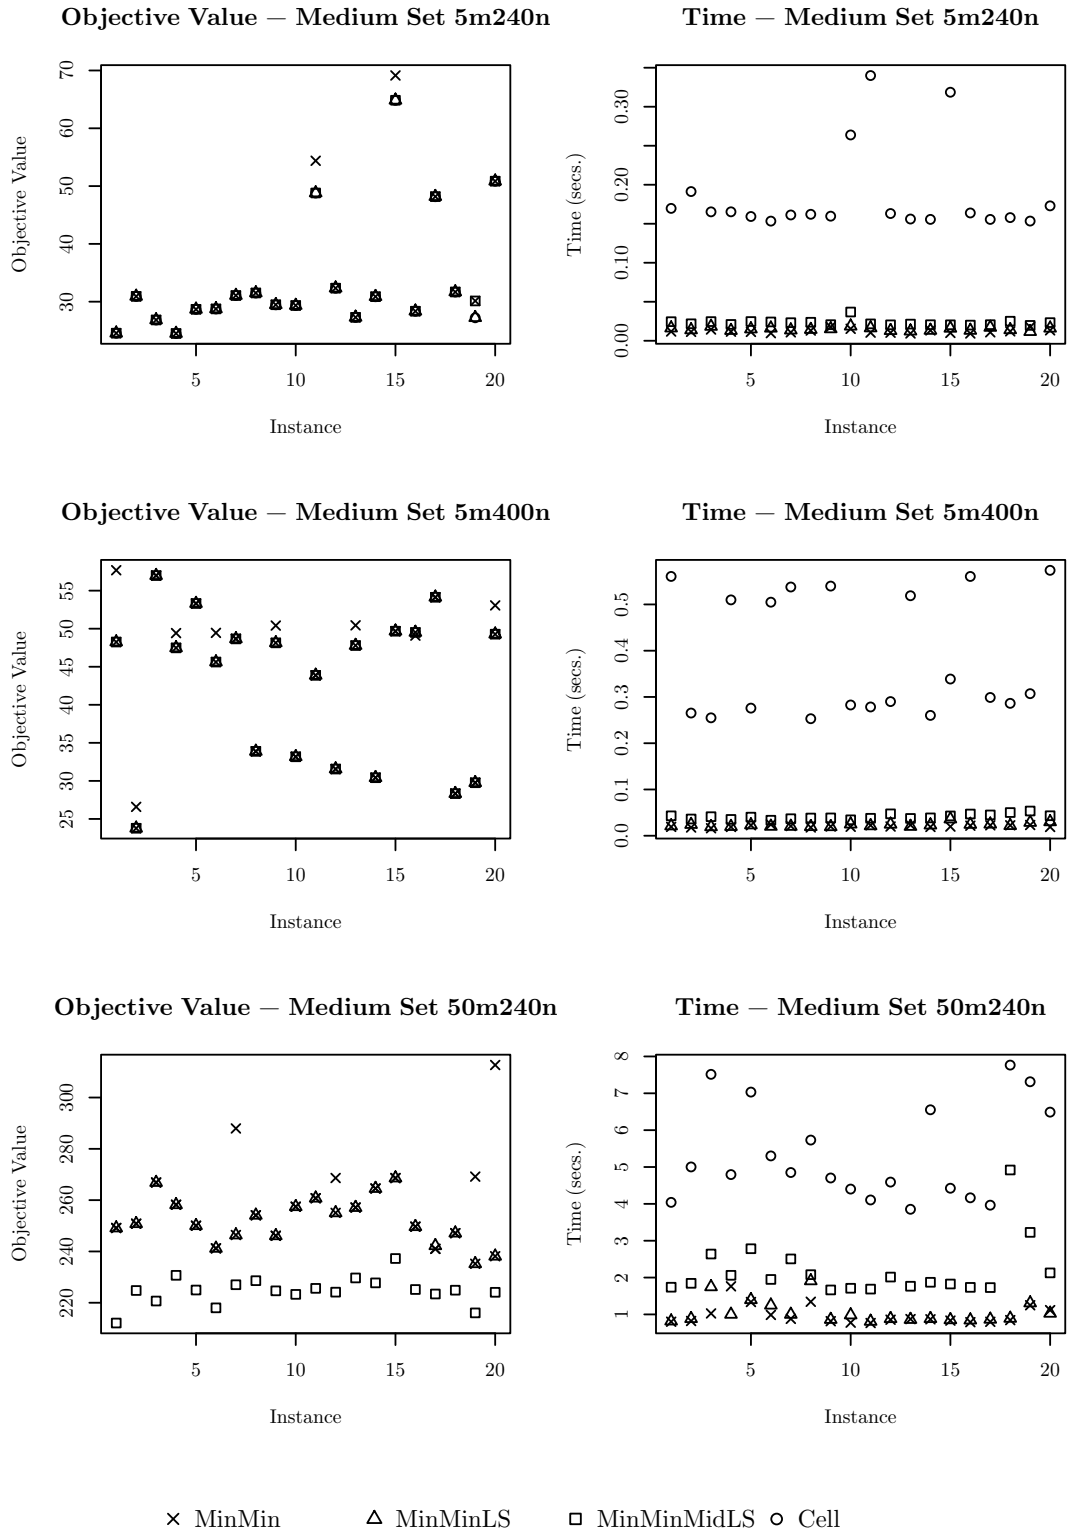 Objective Value − Medium Set 5m240n
Time − Medium Set 5m240n
Objective Value
30 40 50 60 70
5 10 15 20
Instance
Time (secs.)
0.00 0.10 0.20 0.30
5 10 15 20
Instance
Objective Value − Medium Set 5m400n
Time − Medium Set 5m400n
Objective Value
25 30 35 40 45 50 55
5 10 15 20
Instance
Time (secs.)
0.0 0.1 0.2 0.3 0.4 0.5
5 10 15 20
Instance
Objective Value − Medium Set 50m240n
Time − Medium Set 50m240n
Objective Value
220 240 260 280 300
5 10 15 20
Instance
Time (secs.)
1 2 3 4 5 6 7 8
5 10 15 20
Instance
MinMin MinMinLS MinMinMidLS Cell